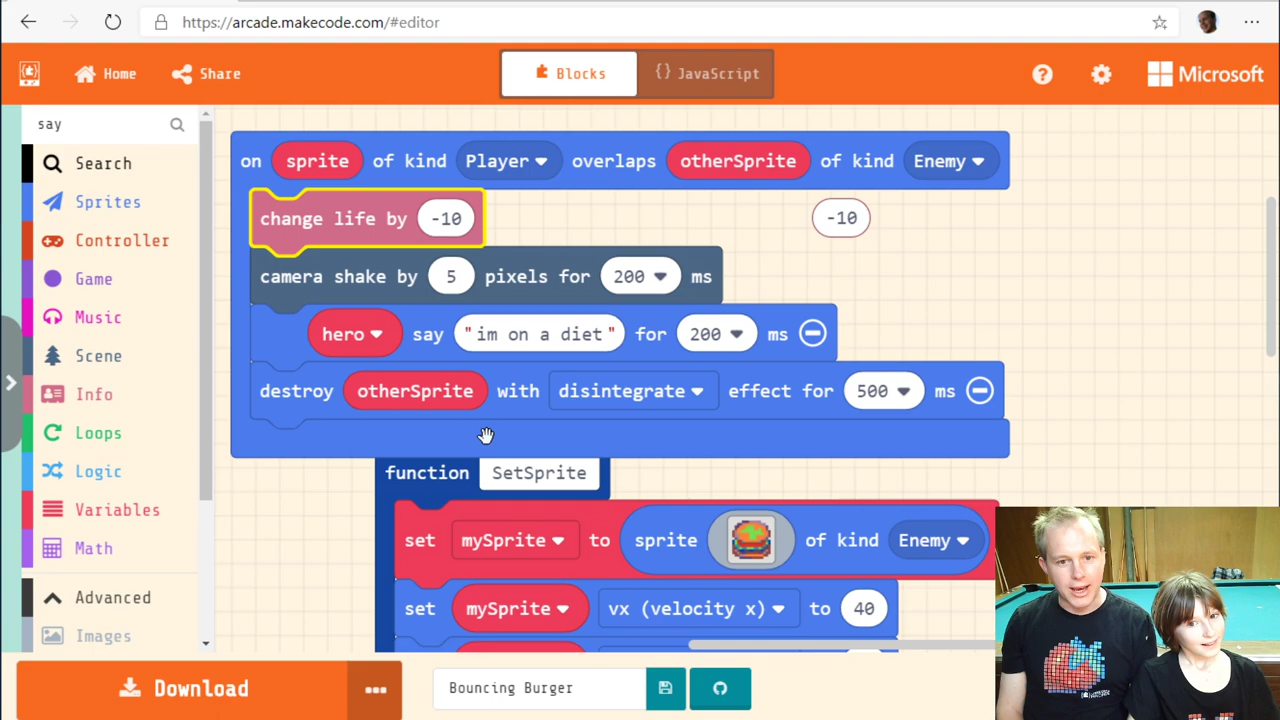 https://arcade.makecode.com/#editor
Home
Share
Blocks
{} JavaScript
?
Microsoft
say
Search
Sprites
Controller
Game
Music
Scene
Info
Loops
Logic
Variables
Math
Advanced
Images
on sprite of kind Player overlaps otherSprite of kind Enemy
change life by -10
-10
camera shake by 5 pixels for 200 ms
hero say "im on a diet" for 200 ms
destroy otherSprite with disintegrate effect for 500 ms
function SetSprite
set mySprite to sprite of kind Enemy
set mySprite vx (velocity x) to 40
Download
Bouncing Burger